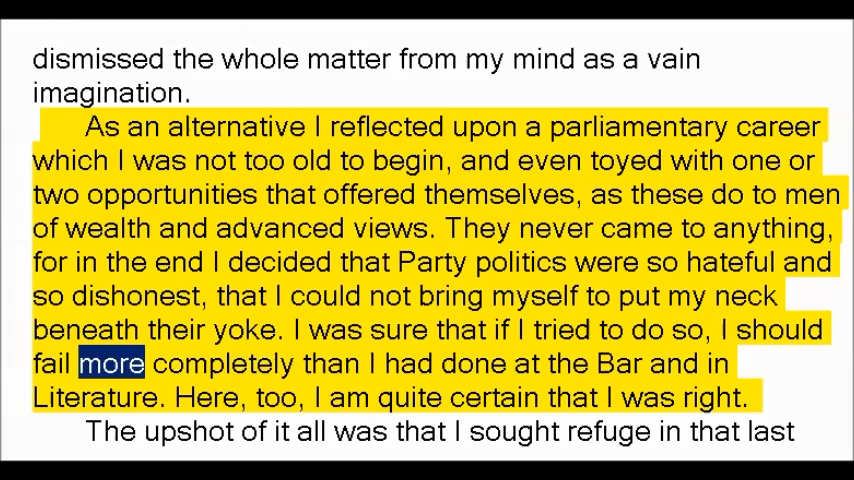 dismissed the whole matter from my mind as a vain
imagination.
As an alternative I reflected upon a parliamentary career
which I was not too old to begin, and even toyed with one or
two opportunities that offered themselves, as these do to men
of wealth and advanced views. They never came to anything,
for in the end I decided that Party politics were so hateful and
so dishonest, that I could not bring myself to put my neck
beneath their yoke. I was sure that if I tried to do so, I should
fail more completely than I had done at the Bar and in
Literature. Here, too, I am quite certain that I was right.
The upshot of it all was that I sought refuge in that last